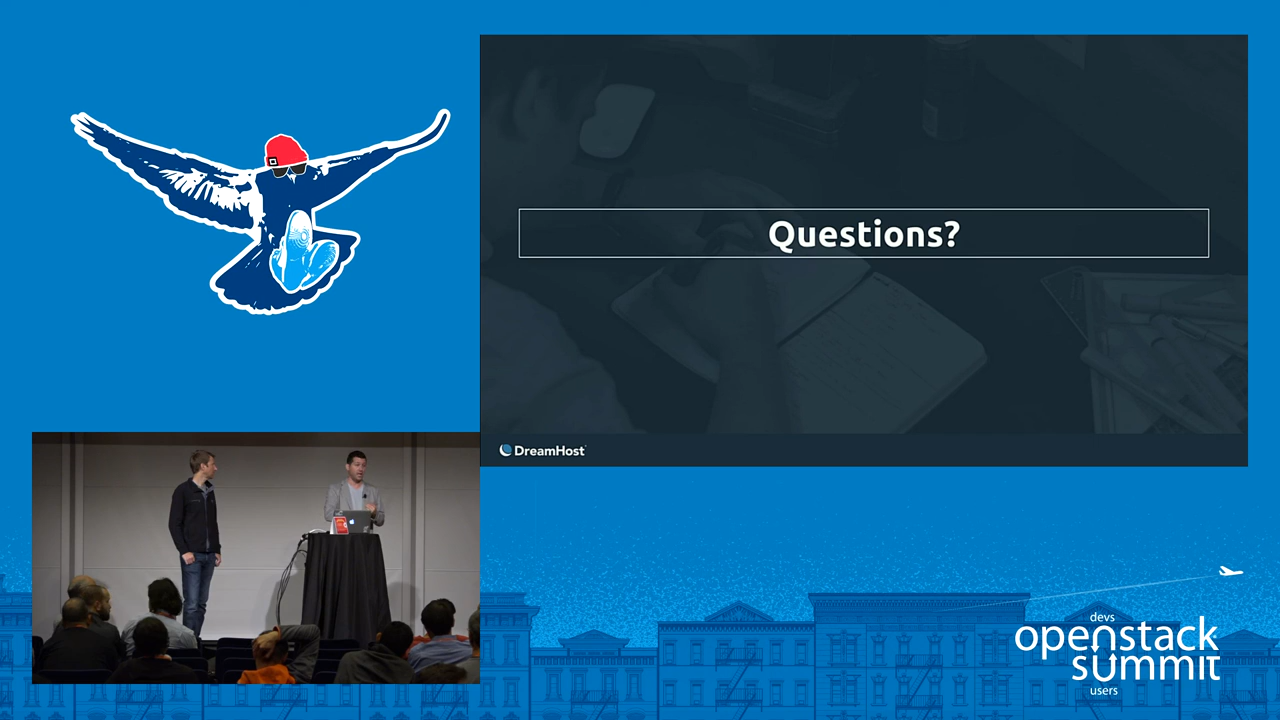 Questions?
DreamHost
devs
openstack
summit
users